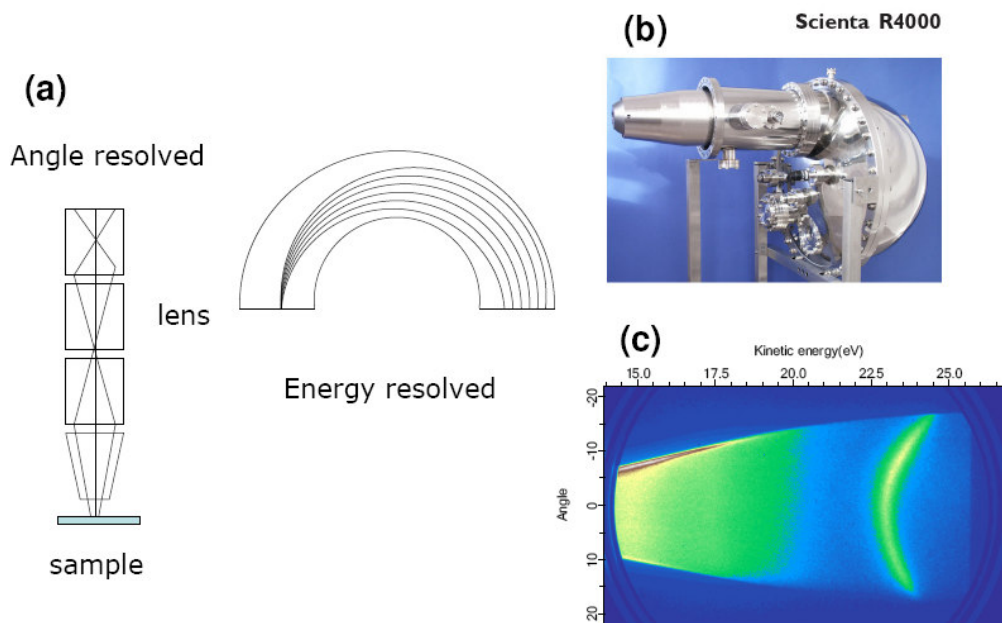 (a)
Angle resolved
lens
Energy resolved
sample
(b)
Scienta R4000
(c)
Kinetic energy(eV)
15.0 17.5 20.0 22.5 25.0
Angle
-20
-10
0
10
20